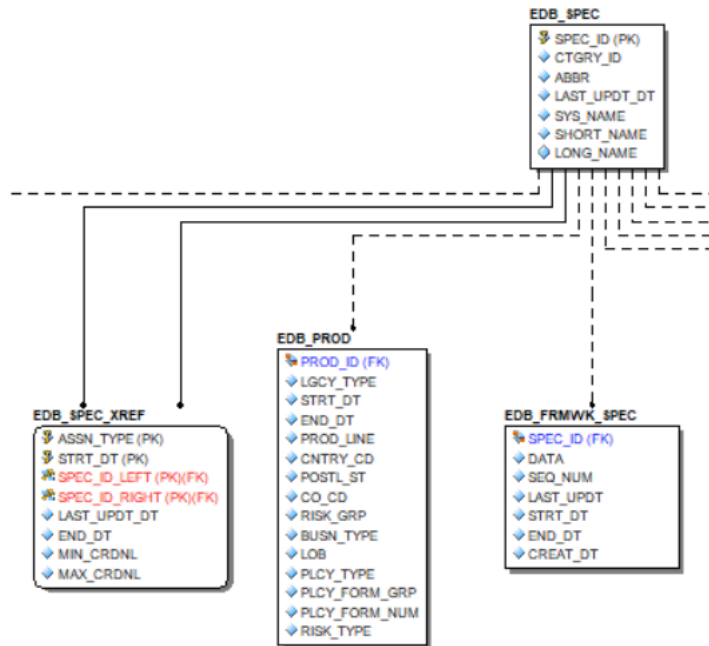 EDB_SPEC
SPEC_ID (PK)
CTGRY_ID
ABBR
LAST_UPDT_DT
SYS_NAME
SHORT_NAME
LONG_NAME
EDB_SPEC_XREF
ASSN_TYPE (PK)
STRT_DT (PK)
SPEC_ID_LEFT (PK)(FK)
SPEC_ID_RIGHT (PK)(FK)
LAST_UPDT_DT
END_DT
MIN_CRDNL
MAX_CRDNL
EDB_PROD
PROD_ID (FK)
LGCY_TYPE
STRT_DT
END_DT
PROD_LINE
CNTRY_CD
POSTL_ST
CO_CD
RISK_GRP
BUSN_TYPE
LOB
PLCY_TYPE
PLCY_FORM_GRP
PLCY_FORM_NUM
RISK_TYPE
EDB_FRMWK_SPEC
SPEC_ID (FK)
DATA
SEQ_NUM
LAST_UPDT
STRT_DT
END_DT
CREAT_DT